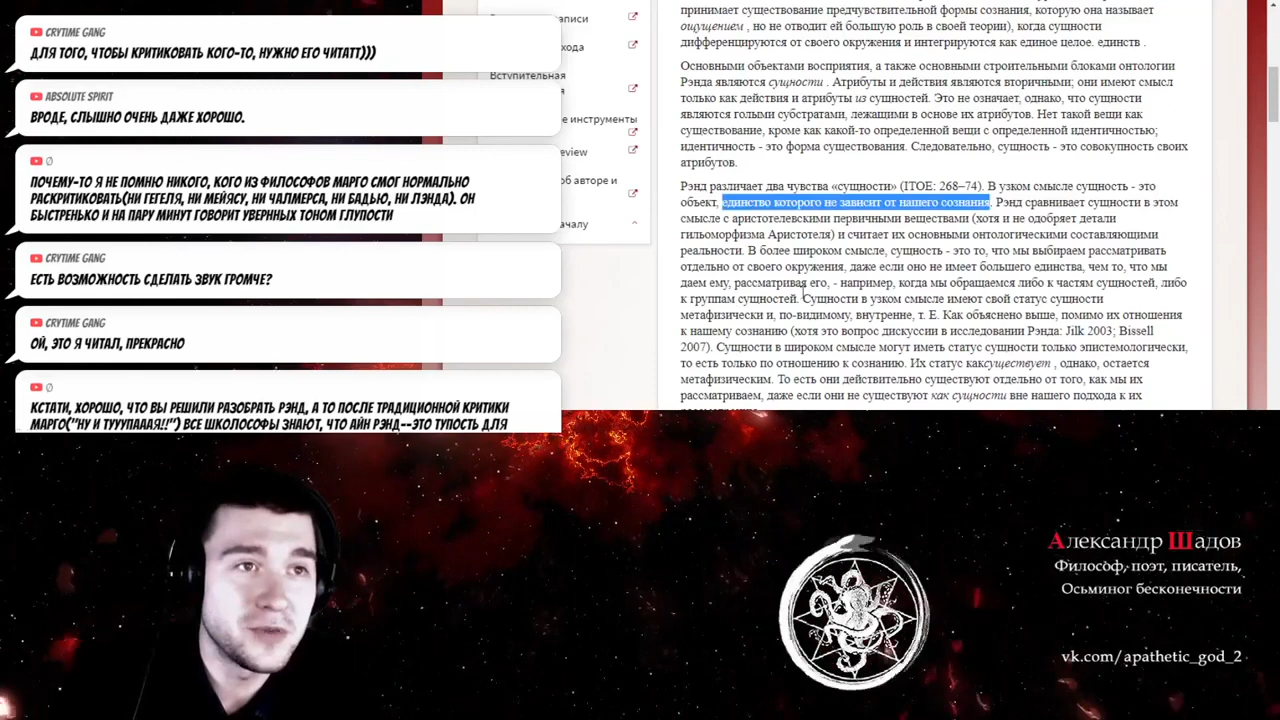 CRYTIME GANG
ДЛЯ ТОГО, ЧТОБЫ КРИТИКОВАТЬ КОГО-ТО, НУЖНО ЕГО ЧИТАТТ)))
ABSOLUTE SPIRIT
ВРОДЕ, СЛЫШНО ОЧЕНЬ ДАЖЕ ХОРОШО.
Ø
ПОЧЕМУ-ТО Я НЕ ПОМНЮ НИКОГО, КОГО ИЗ ФИЛОСОФОВ МАРГО СМОГ НОРМАЛЬНО
РАСКРИТИКОВАТЬ(НИ ГЕГЕЛЯ, НИ МЕЙЯСУ, НИ ЧАЛМЕРСА, НИ БАДЬЮ, НИ ЛЭНДА). ОН
БЫСТРЕНЬКО И НА ПАРУ МИНУТ ГОВОРИТ УВЕРННЫХ ТОНОМ ГЛУПОСТИ
CRYTIME GANG
ЕСТЬ ВОЗМОЖНОСТЬ СДЕЛАТЬ ЗВУК ГРОМЧЕ?
CRYTIME GANG
ОЙ, ЭТО Я ЧИТАЛ, ПРЕКРАСНО
Ø
КСТАТИ, ХОРОШО, ЧТО ВЫ РЕШИЛИ РАЗОБРАТЬ РЭНД, А ТО ПОСЛЕ ТРАДИЦИОННОЙ КРИТИКИ
МАРГО("НУ И ТУУУПАААЯ!!") ВСЕ ШКОЛОСОФЫ ЗНАЮТ, ЧТО АЙН РЭНД--ЭТО ТУПОСТЬ ДЛЯ
записи
хода
Вступительная
я
е инструменты
eview
об авторе и
ачалу
принимает существование предчувствительной формы сознания, которую она называет
ощущением , но не отводит ей большую роль в своей теории), когда сущности
дифференцируются от своего окружения и интегрируются как единое целое. единств .
Основными объектами восприятия, а также основными строительными блоками онтологии
Рэнда являются сущности . Атрибуты и действия являются вторичными; они имеют смысл
только как действия и атрибуты из сущностей. Это не означает, однако, что сущности
являются голыми субстратами, лежащими в основе их атрибутов. Нет такой вещи как
существование, кроме как какой-то определенной вещи с определенной идентичностью;
идентичность - это форма существования. Следовательно, сущность - это совокупность своих
атрибутов.
Рэнд различает два чувства «сущности» (ITOE: 268–74). В узком смысле сущность - это
объект, единство которого не зависит от нашего сознания. Рэнд сравнивает сущности в этом
смысле с аристотелевскими первичными веществами (хотя и не одобряет детали
гильоморфизма Аристотеля) и считает их основными онтологическими составляющими
реальности. В более широком смысле, сущность - это то, что мы выбираем рассматривать
отдельно от своего окружения, даже если оно не имеет большего единства, чем то, что мы
даем ему, рассматривая его, - например, когда мы обращаемся либо к частям сущностей, либо
к группам сущностей. Сущности в узком смысле имеют свой статус сущности
метафизически и, по-видимому, внутренне, т. Е. Как объяснено выше, помимо их отношения
к нашему сознанию (хотя это вопрос дискуссии в исследовании Рэнда: Jilk 2003; Bissell
2007). Сущности в широком смысле могут иметь статус сущности только эпистемологически,
то есть только по отношению к сознанию. Их статус каксуществует , однако, остается
метафизическим. То есть они действительно существуют отдельно от того, как мы их
рассматриваем, даже если они не существуют как сущности вне нашего подхода к их
Александр Шадов
Философ, поэт, писатель,
Осьминог бесконечности
vk.com/apathetic_god_2